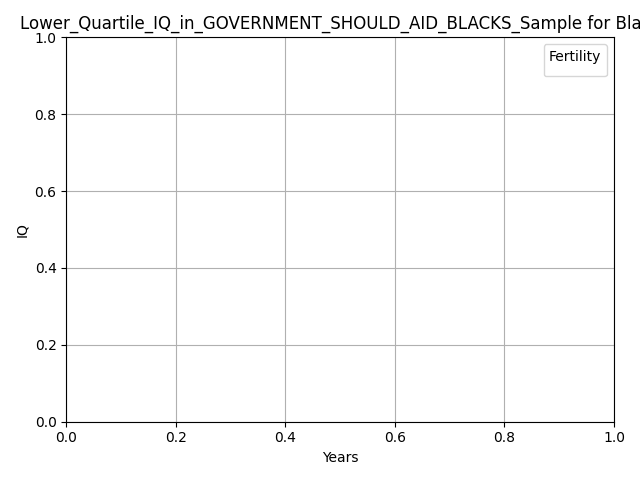 Lower_Quartile_IQ_in_GOVERNMENT_SHOULD_AID_BLACKS_Sample for Bla
Fertility
1.0
0.8
0.6
0.4
0.2
0.0
IQ
0.0 0.2 0.4 0.6 0.8 1.0
Years